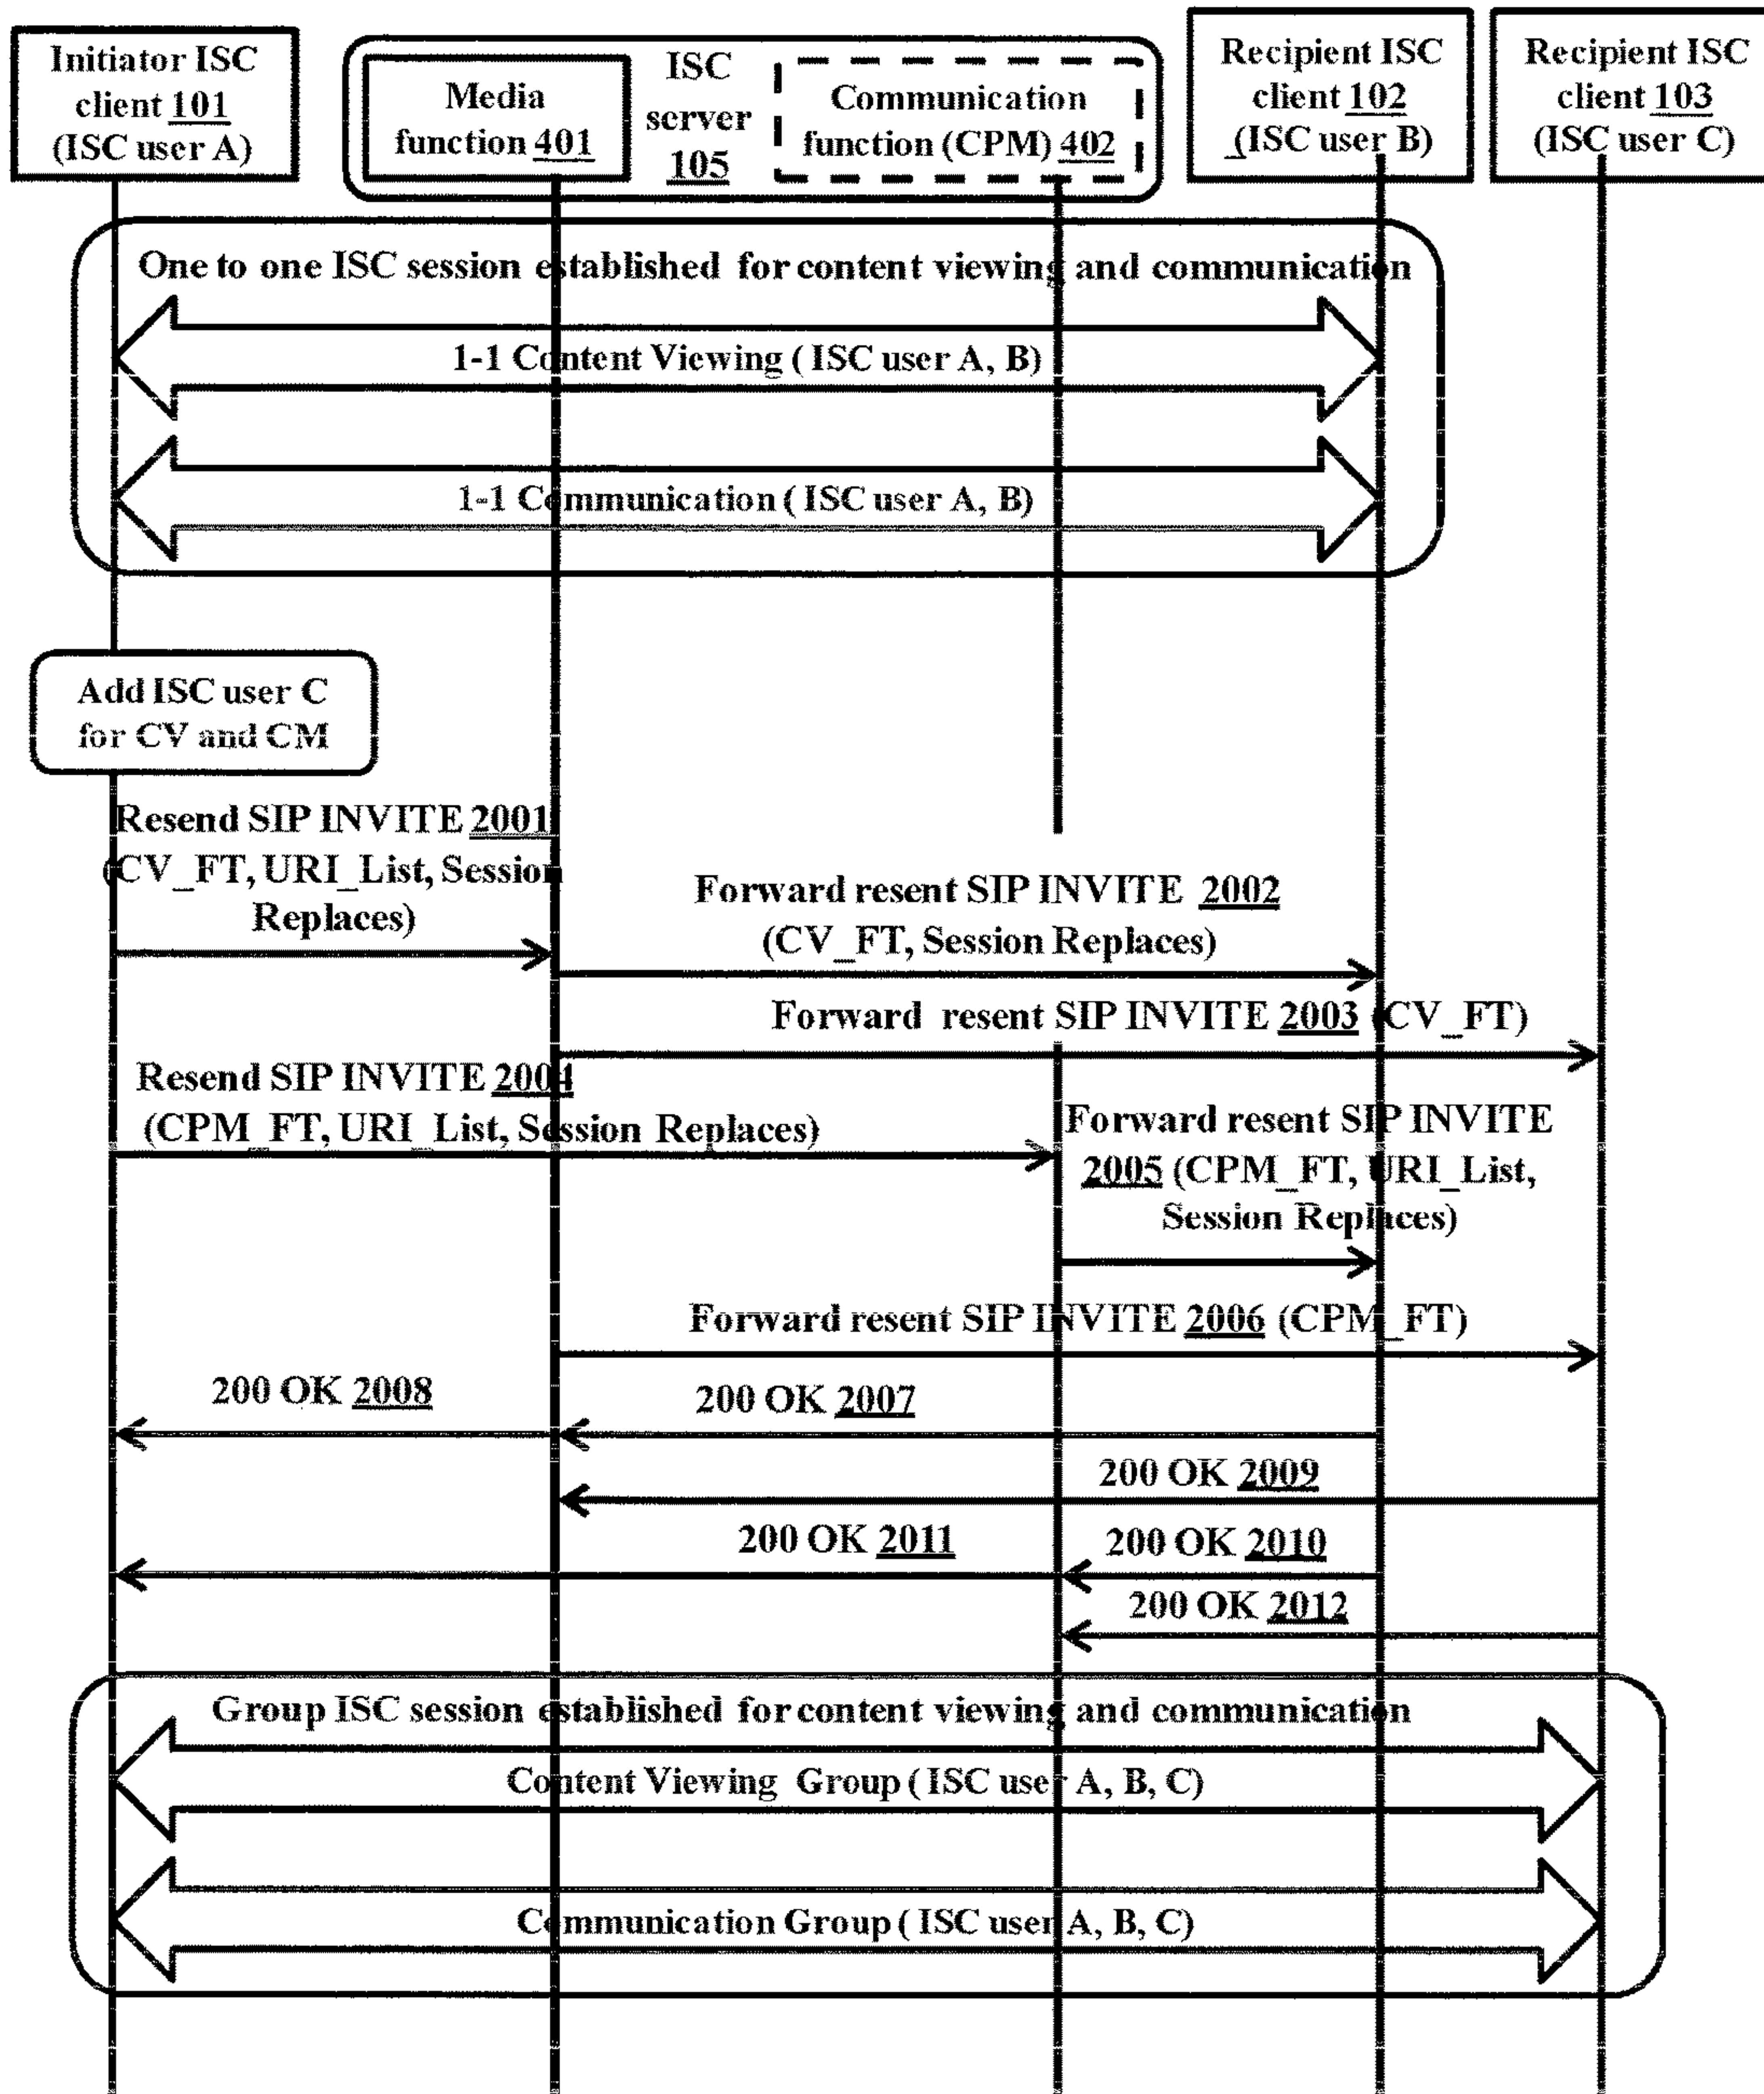 Initiator ISC
client 101
(ISC user A)
Media
function 401
ISC
server
105
Communication
function (CPM) 402
Recipient ISC
client 102
(ISC user B)
Recipient ISC
client 103
(ISC user C)
One to one ISC session established for content viewing and communication
1-1 Content Viewing ( ISC user A, B)
1-1 Communication ( ISC user A, B)
Add ISC user C
for CV and CM
Resend SIP INVITE 2001
(CV_FT, URI_List, Session
Replaces)
Forward resent SIP INVITE 2002
(CV_FT, Session Replaces)
Forward resent SIP INVITE 2003 (CV_FT)
Resend SIP INVITE 2004
(CPM_FT, URI_List, Session Replaces)
Forward resent SIP INVITE
2005 (CPM_FT, URI_List,
Session Replaces)
Forward resent SIP INVITE 2006 (CPM_FT)
200 OK 2008
200 OK 2007
200 OK 2009
200 OK 2011
200 OK 2010
200 OK 2012
Group ISC session established for content viewing and communication
Content Viewing Group ( ISC user A, B, C)
Communication Group ( ISC user A, B, C)